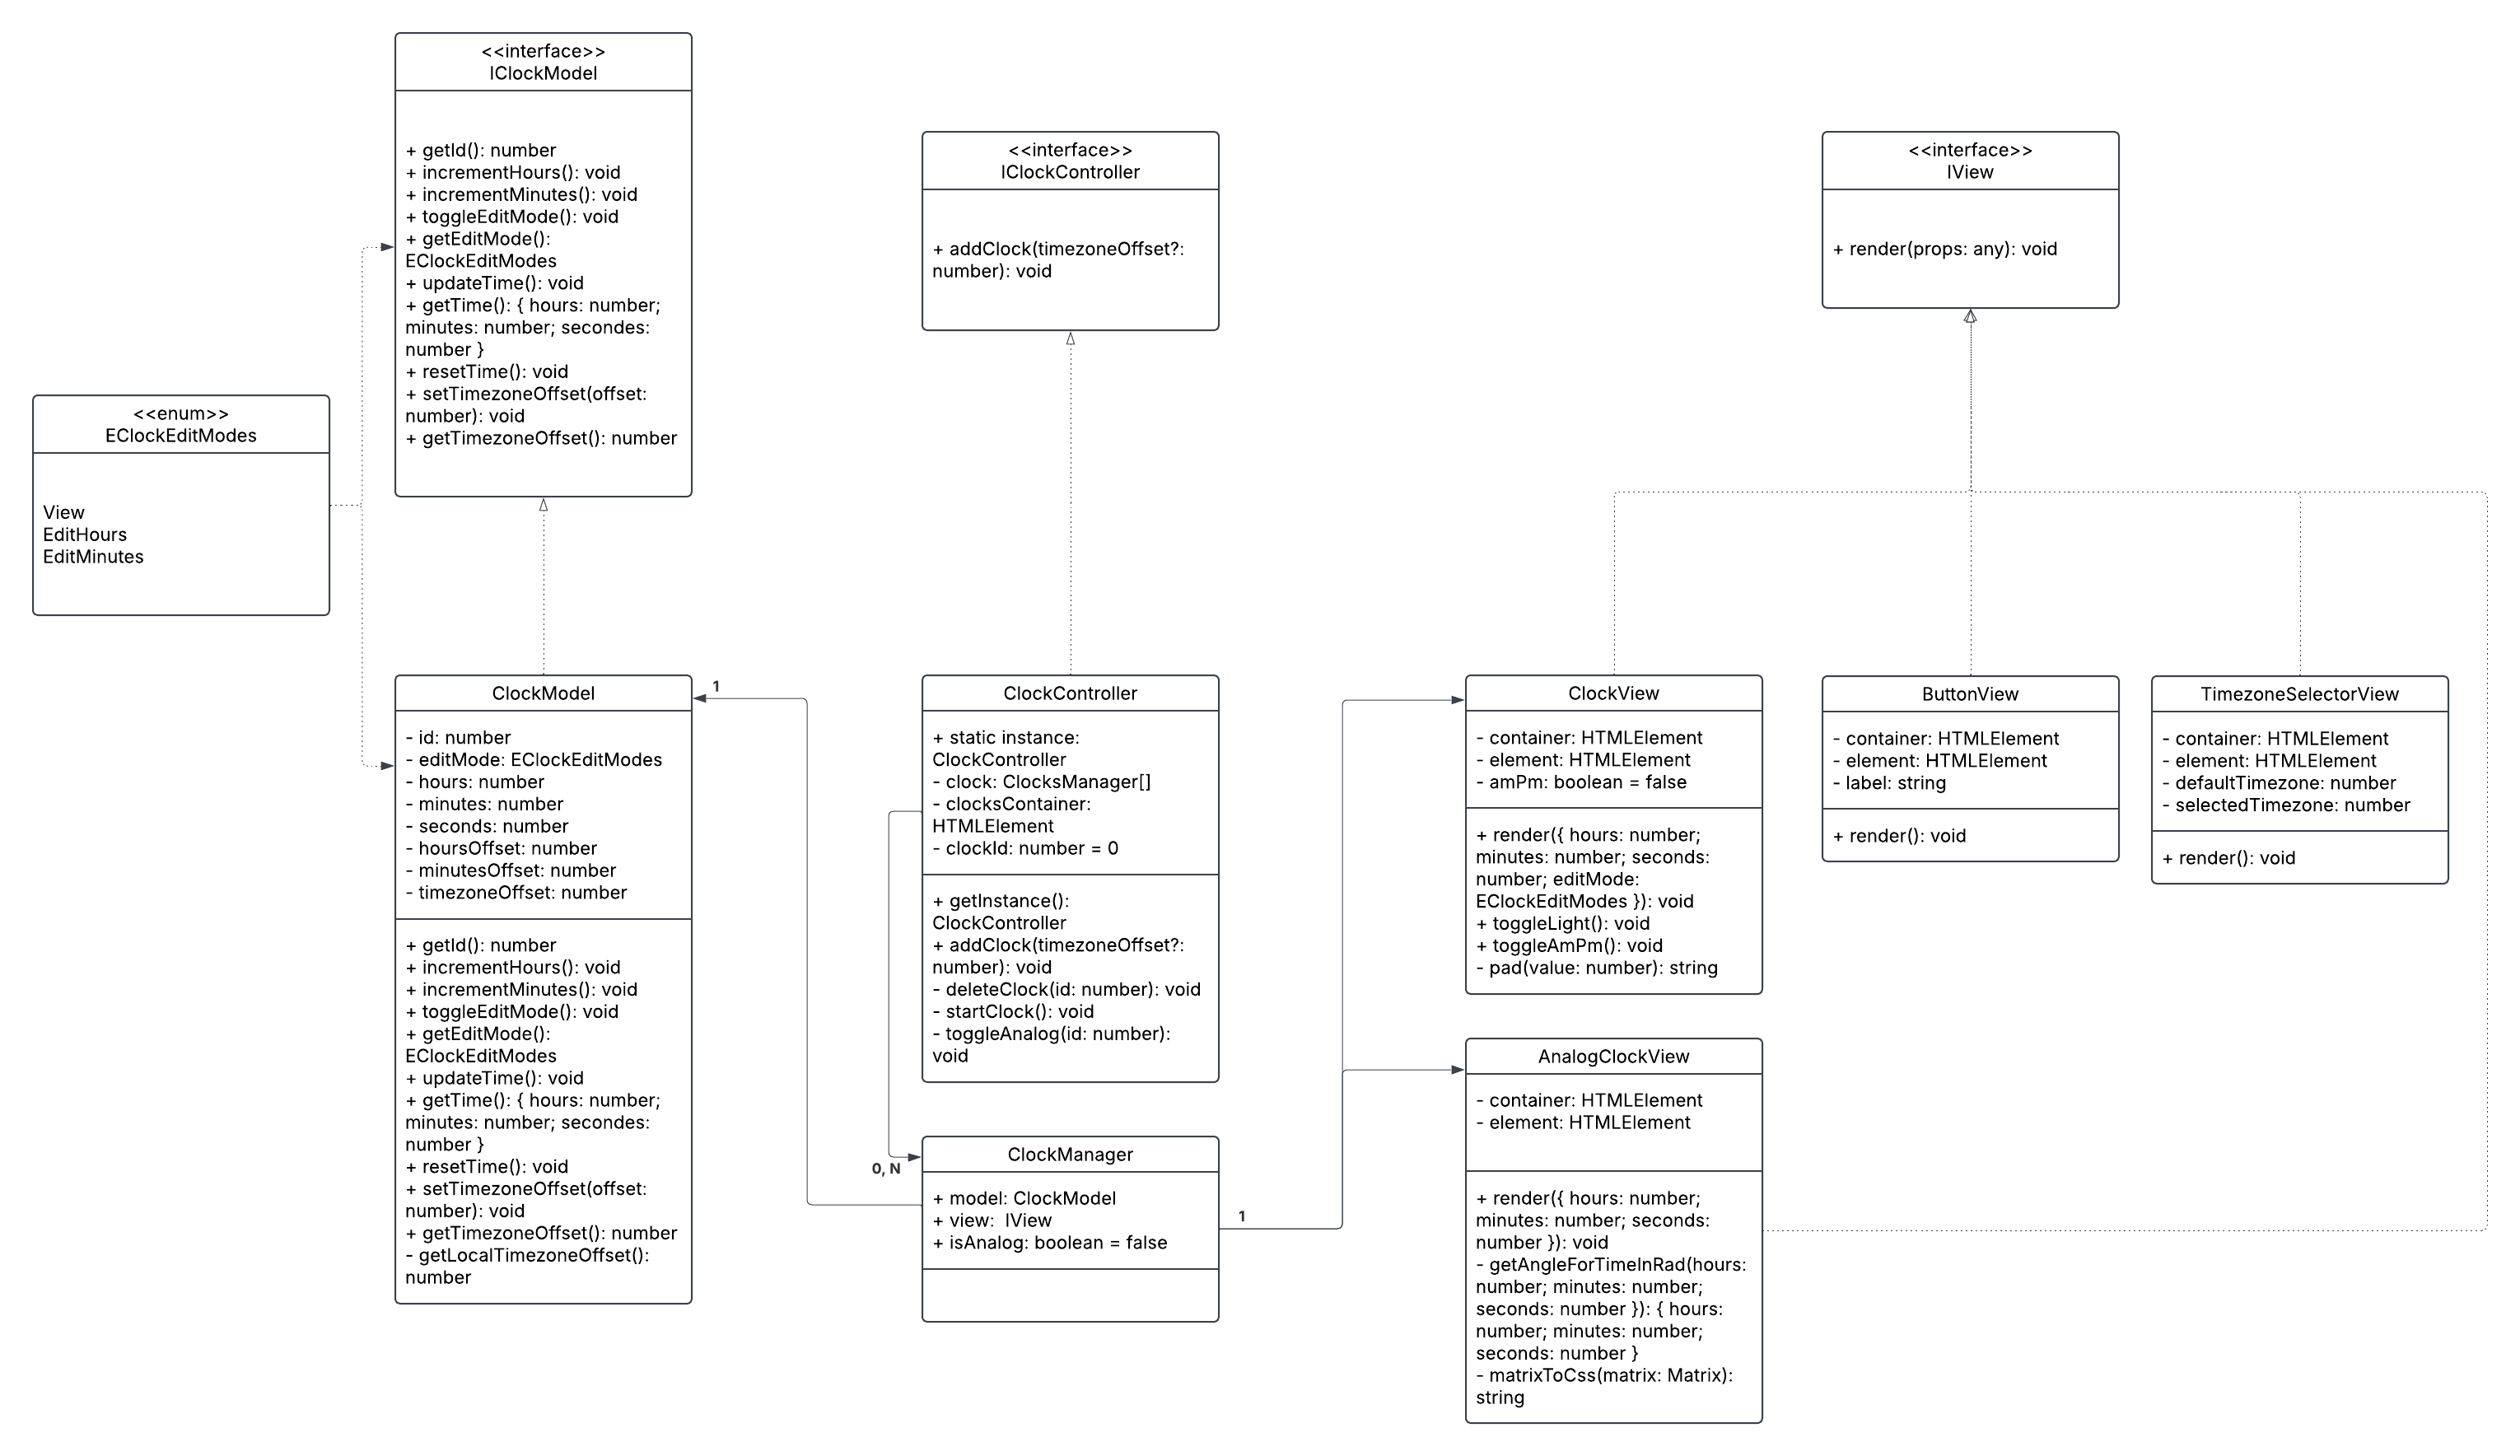 <<interface>>
IClockModel
+ getId(): number
+ incrementHours(): void
+ incrementMinutes(): void
+ toggleEditMode(): void
+ getEditMode():
EClockEditModes
+ updateTime(): void
+ getTime(): { hours: number;
minutes: number; secondes:
number }
+ resetTime(): void
+ setTimezoneOffset(offset:
number): void
+ getTimezoneOffset(): number
<<interface>>
IClockController
+ addClock(timezoneOffset?:
number): void
<<interface>>
IView
+ render(props: any): void
<<enum>>
EClockEditModes
View
EditHours
EditMinutes
ClockModel
- id: number
- editMode: EClockEditModes
- hours: number
- minutes: number
- seconds: number
- hoursOffset: number
- minutesOffset: number
- timezoneOffset: number
+ getId(): number
+ incrementHours(): void
+ incrementMinutes(): void
+ toggleEditMode(): void
+ getEditMode():
EClockEditModes
+ updateTime(): void
+ getTime(): { hours: number;
minutes: number; secondes:
number }
+ resetTime(): void
+ setTimezoneOffset(offset:
number): void
+ getTimezoneOffset(): number
- getLocalTimezoneOffset():
number
1
ClockController
+ static instance:
ClockController
- clock: ClocksManager[]
- clocksContainer:
HTMLElement
- clockId: number = 0
+ getInstance():
ClockController
+ addClock(timezoneOffset?:
number): void
- deleteClock(id: number): void
- startClock(): void
- toggleAnalog(id: number):
void
0, N
ClockManager
+ model: ClockModel
+ view:  IView
+ isAnalog: boolean = false
1
ClockView
- container: HTMLElement
- element: HTMLElement
- amPm: boolean = false
+ render({ hours: number;
minutes: number; seconds:
number; editMode:
EClockEditModes }): void
+ toggleLight(): void
+ toggleAmPm(): void
- pad(value: number): string
ButtonView
- container: HTMLElement
- element: HTMLElement
- label: string
+ render(): void
TimezoneSelectorView
- container: HTMLElement
- element: HTMLElement
- defaultTimezone: number
- selectedTimezone: number
+ render(): void
AnalogClockView
- container: HTMLElement
- element: HTMLElement
+ render({ hours: number;
minutes: number; seconds:
number }): void
- getAngleForTimeInRad(hours:
number; minutes: number;
seconds: number }): { hours:
number; minutes: number;
seconds: number }
- matrixToCss(matrix: Matrix):
string